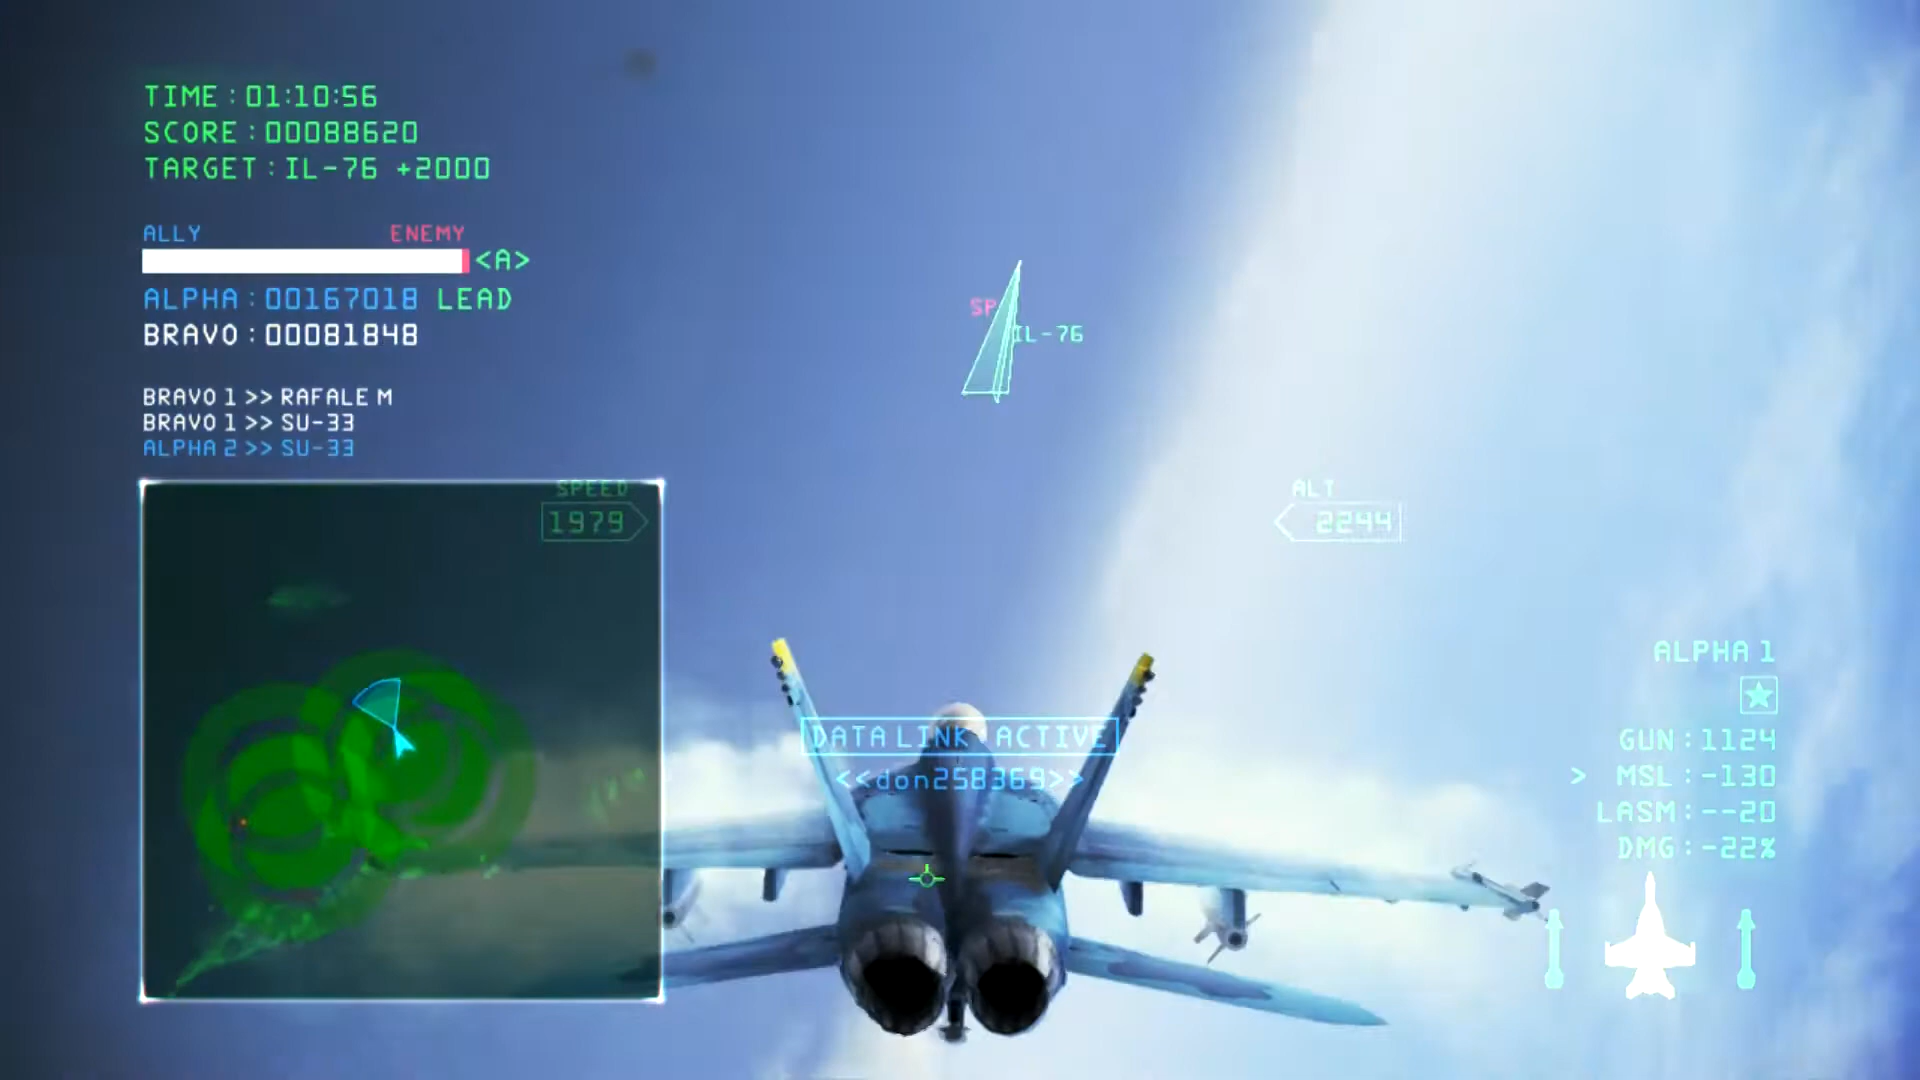 TIME:01:10:56
SCORE:00088620
TARGET:IL-76 +2000
ALLY ENEMY
<A>
ALPHA:00167018 LEAD
BRAVO:00081848
BRAVO 1 >> RAFALE M
BRAVO 1 >> SU-33
ALPHA 2 >> SU-33
SP
IL-76
SPEED
1979
ALT
2244
DATA LINK ACTIVE
<<don258369>>
ALPHA 1
GUN:1124
> MSL:-130
LASM:--20
DMG:-22%